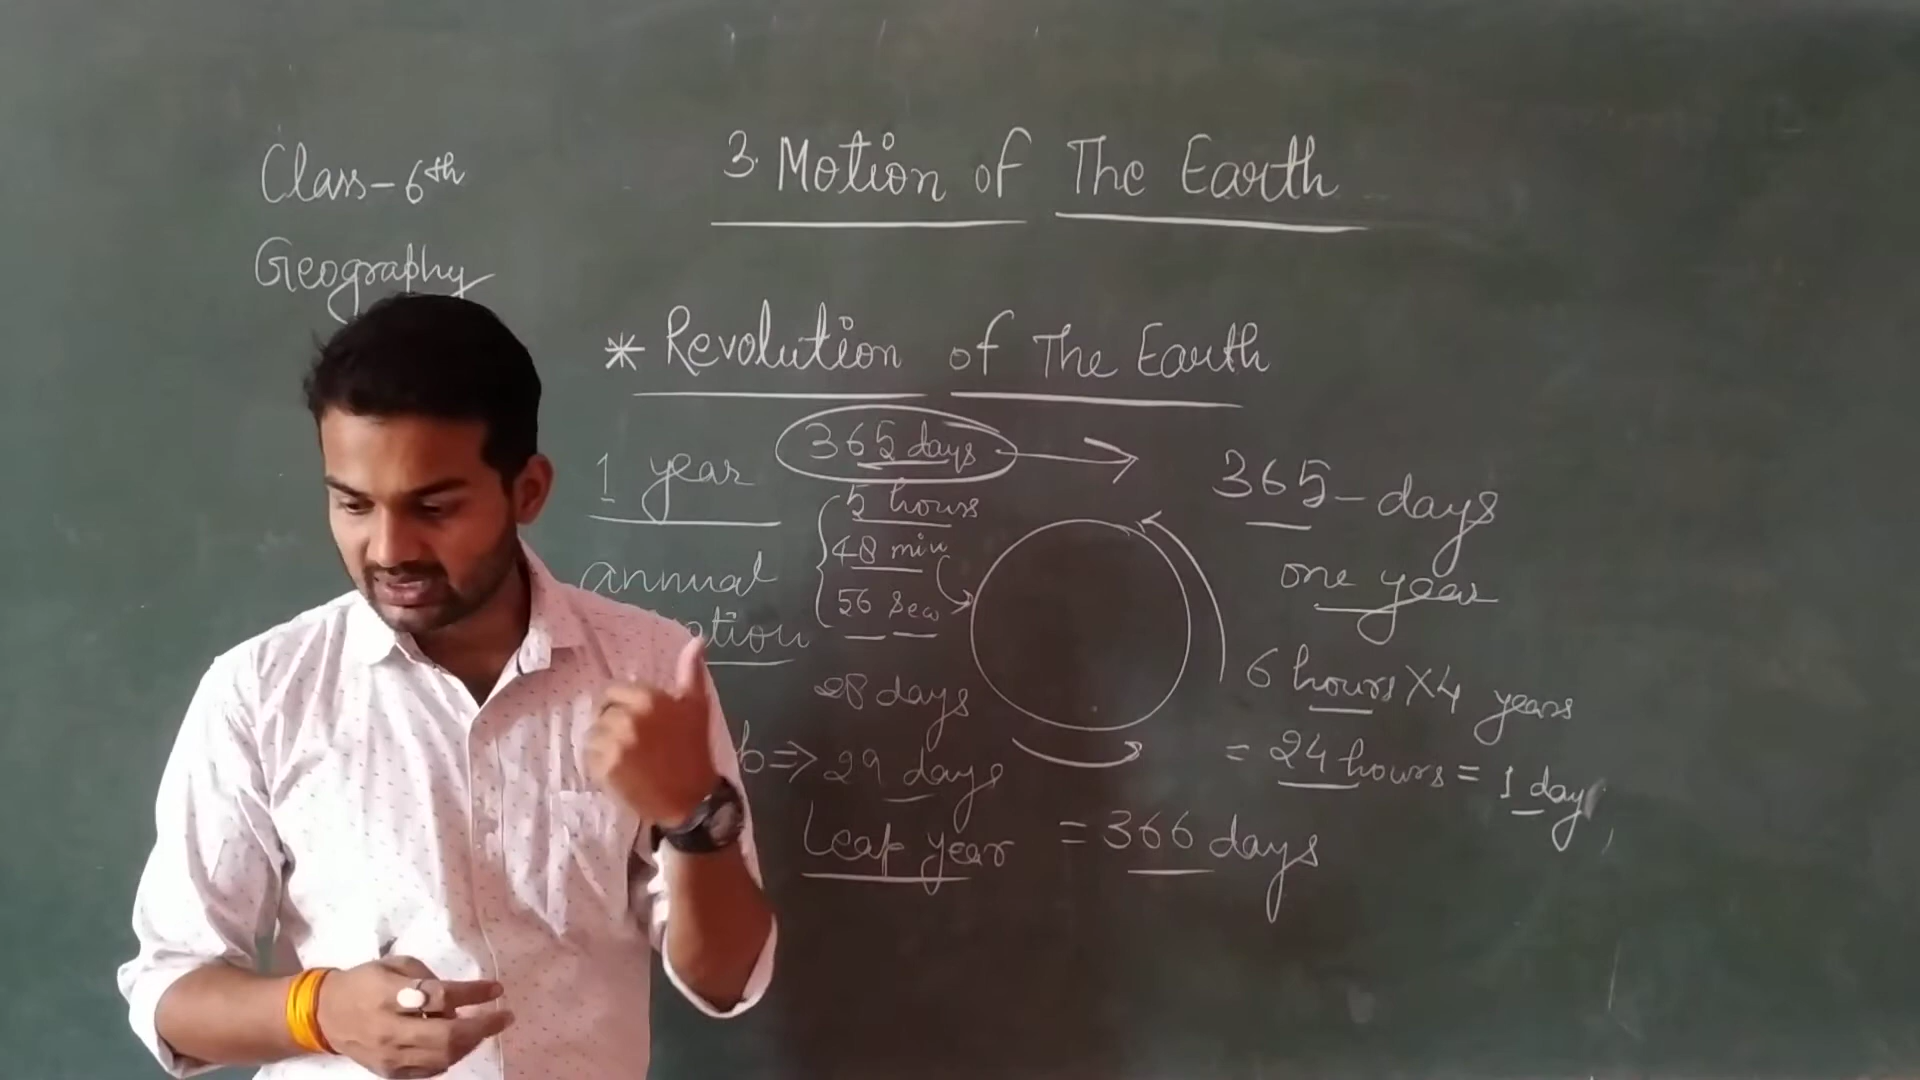 Class-6th
Geography
3. Motion of The Earth
* Revolution of The Earth
1 year
365 days
5 hours
48 min
56 Sec
annual
28 days
=> 29 days
Leap year = 366 days
365-days
one year
6 hours X4 years
= 24 hours = 1 day